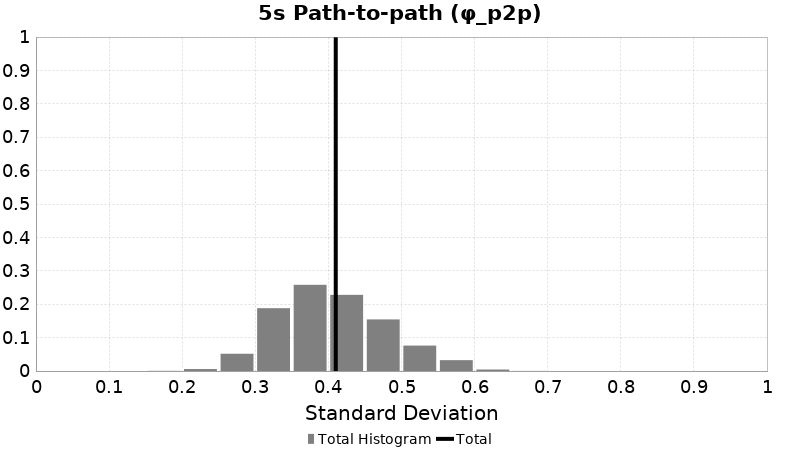 5s Path-to-path (φ_p2p)
1
0.9
0.8
0.7
0.6
0.5
0.4
0.3
0.2
0.1
0
0 0.1 0.2 0.3 0.4 0.5 0.6 0.7 0.8 0.9 1
Standard Deviation
Total Histogram Total